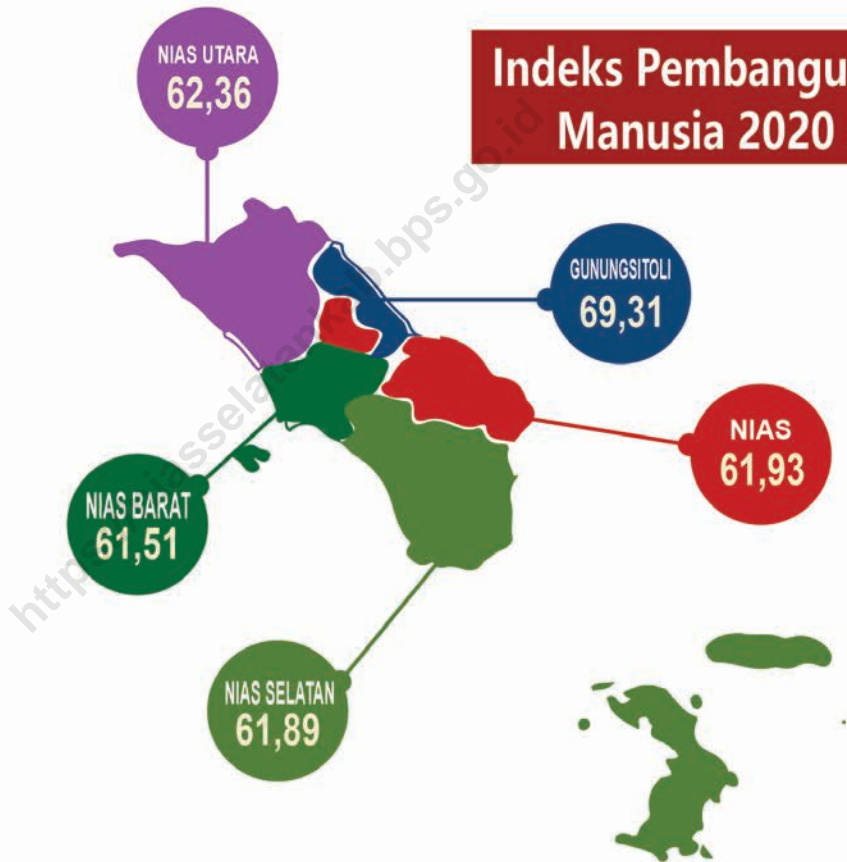 NIAS UTARA
62,36
Indeks Pembangu
Manusia 2020
GUNUNGSITOLI
69,31
NIAS
61,93
NIAS BARAT
61,51
NIAS SELATAN
61,89